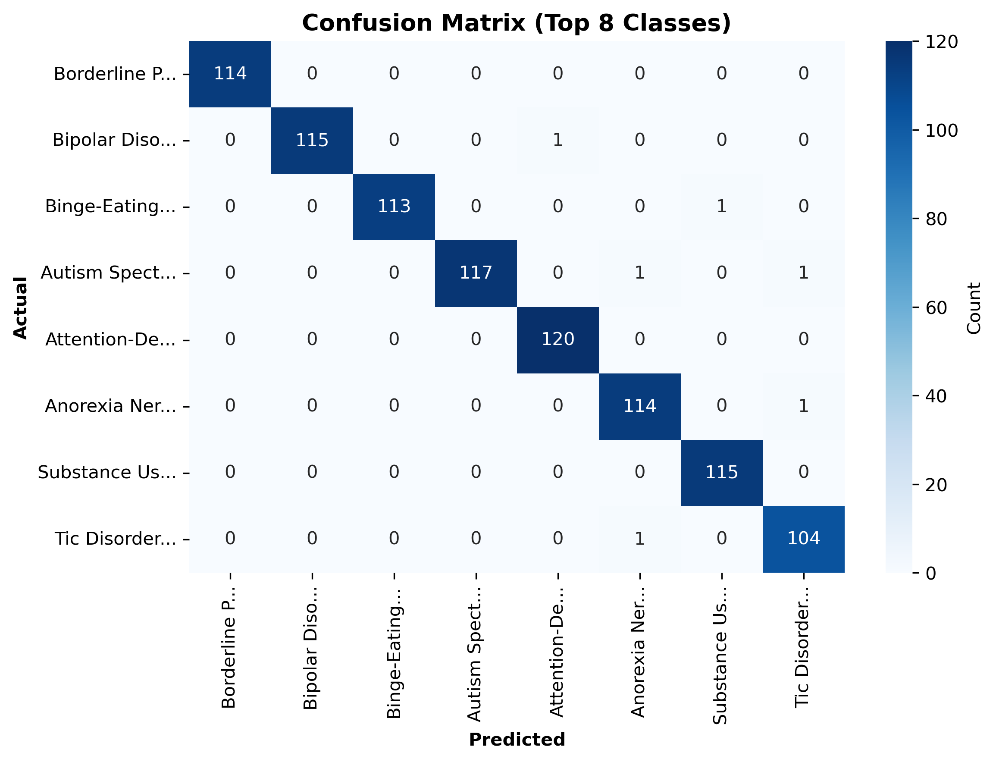 Confusion Matrix (Top 8 Classes)
Actual
Borderline P... 114 0 0 0 0 0 0 0
Bipolar Diso... 0 115 0 0 1 0 0 0
Binge-Eating... 0 0 113 0 0 0 1 0
Autism Spect... 0 0 0 117 0 1 0 1
Attention-De... 0 0 0 0 120 0 0 0
Anorexia Ner... 0 0 0 0 0 114 0 1
Substance Us... 0 0 0 0 0 0 115 0
Tic Disorder... 0 0 0 0 0 1 0 104
Borderline P...
Bipolar Diso...
Binge-Eating...
Autism Spect...
Attention-De...
Anorexia Ner...
Substance Us...
Tic Disorder...
Predicted
120
100
80
60
40
20
0
Count